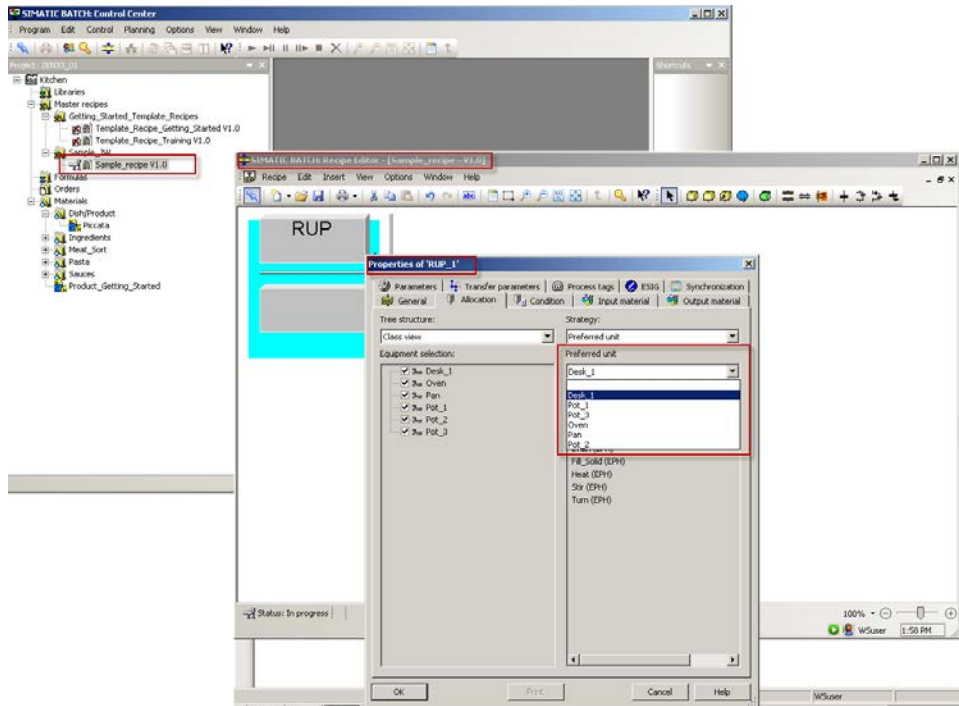 SIMATIC BATCH: Control Center
Program Edit Control Planning Options View Window Help
Project: ZEN33_01
Shortcuts
Kitchen
Libraries
Master recipes
Getting_Started_Template_Recipes
Template_Recipe_Getting_Started V1.0
Template_Recipe_Training V1.0
Sample_recipe V1.0
Formulas
Orders
Materials
Dish/Product
Piccata
Ingredients
Meat_Sort
Pasta
Sauces
Product_Getting_Started
SIMATIC BATCH: Recipe Editor - [Sample_recipe - V1.0]
Recipe Edit Insert View Options Window Help
RUP
Properties of 'RUP_1'
Parameters Transfer parameters Process tags ESIG Synchronization
General Allocation Condition Input material Output material
Tree structure:
Strategy:
Class view
Preferred unit
Equipment selection:
Preferred unit
Desk_1
Oven
Pan
Pot_1
Pot_2
Pot_3
Desk_1
Desk_1
Pot_1
Pot_3
Oven
Pan
Pot_2
Fill_Solid (EPH)
Heat (EPH)
Stir (EPH)
Turn (EPH)
Status: In progress
100%
WSuser 1:58 PM
OK Print Cancel Help
WSuser